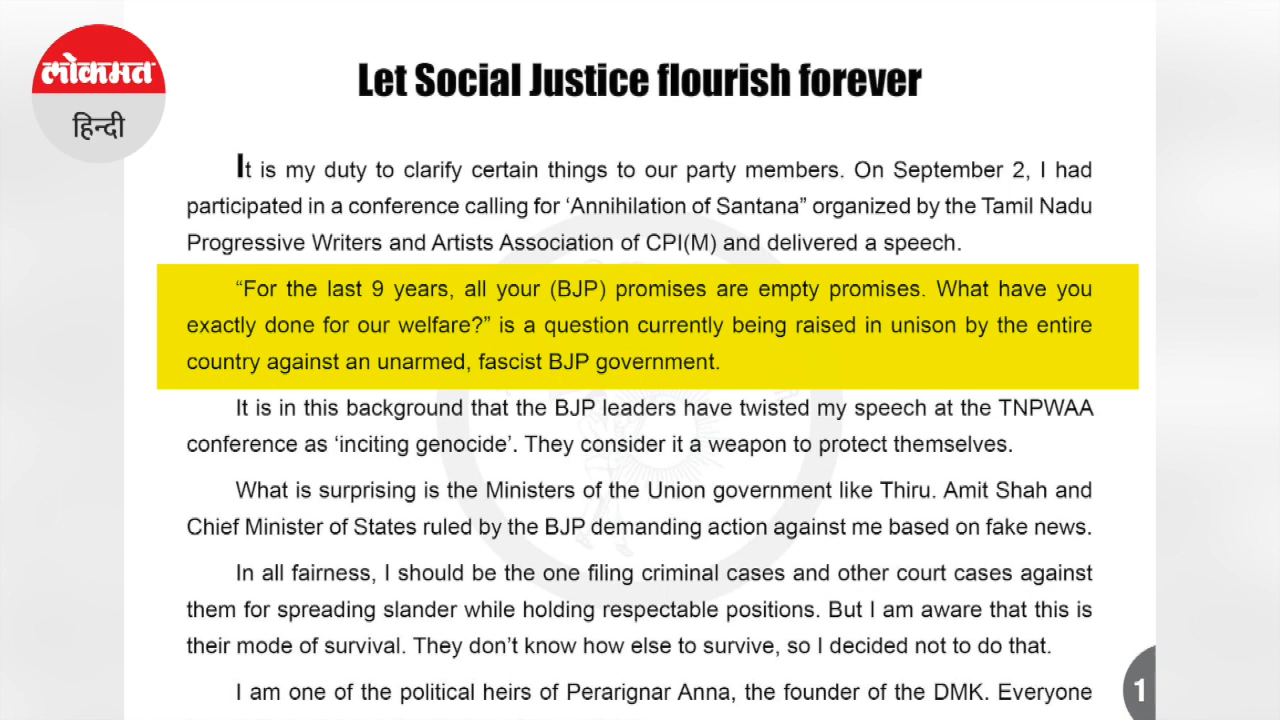 लोकमत
हिन्दी
Let Social Justice flourish forever
It is my duty to clarify certain things to our party members. On September 2, I had
participated in a conference calling for ‘Annihilation of Santana” organized by the Tamil Nadu
Progressive Writers and Artists Association of CPI(M) and delivered a speech.
“For the last 9 years, all your (BJP) promises are empty promises. What have you
exactly done for our welfare?” is a question currently being raised in unison by the entire
country against an unarmed, fascist BJP government.
It is in this background that the BJP leaders have twisted my speech at the TNPWAA
conference as ‘inciting genocide’. They consider it a weapon to protect themselves.
What is surprising is the Ministers of the Union government like Thiru. Amit Shah and
Chief Minister of States ruled by the BJP demanding action against me based on fake news.
In all fairness, I should be the one filing criminal cases and other court cases against
them for spreading slander while holding respectable positions. But I am aware that this is
their mode of survival. They don’t know how else to survive, so I decided not to do that.
I am one of the political heirs of Perarignar Anna, the founder of the DMK. Everyone
1